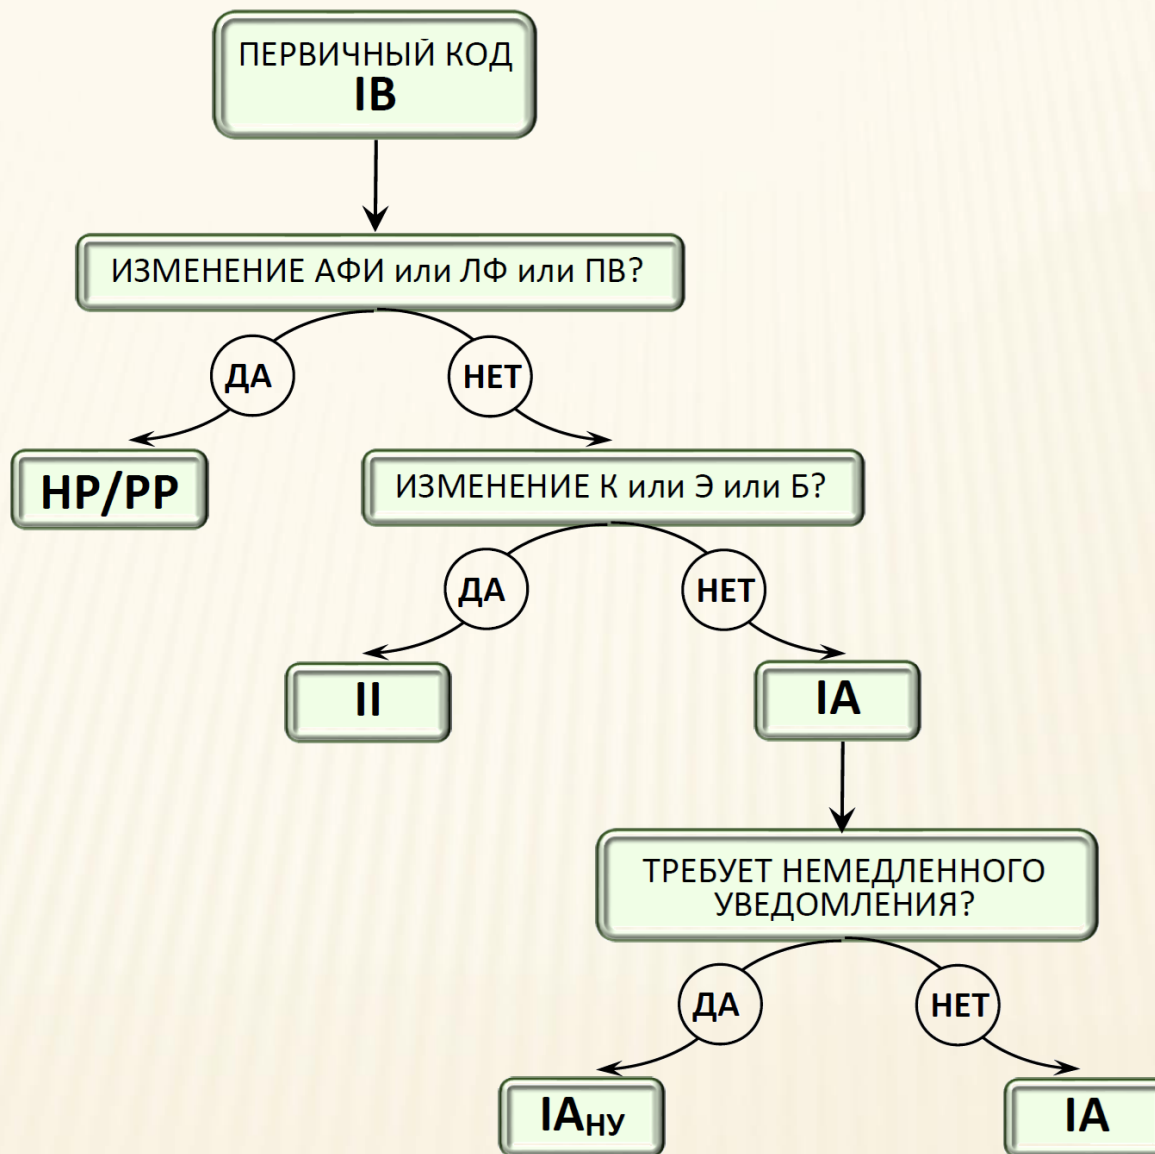 ПЕРВИЧНЫЙ КОД
IB
ИЗМЕНЕНИЕ АФИ или ЛФ или ПВ?
ДА
НЕТ
НР/РР
ИЗМЕНЕНИЕ К или Э или Б?
ДА
НЕТ
II
IA
ТРЕБУЕТ НЕМЕДЛЕННОГО
УВЕДОМЛЕНИЯ?
ДА
НЕТ
IAНУ
IA